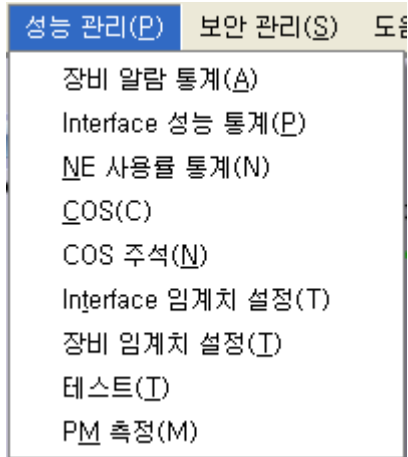 성능 관리(P) 보안 관리(S)
장비 알람 통계(A)
Interface 성능 통계(P)
NE 사용률 통계(N)
COS(C)
COS 주석(N)
Interface 임계치 설정(T)
장비 임계치 설정(T)
테스트(T)
PM 측정(M)